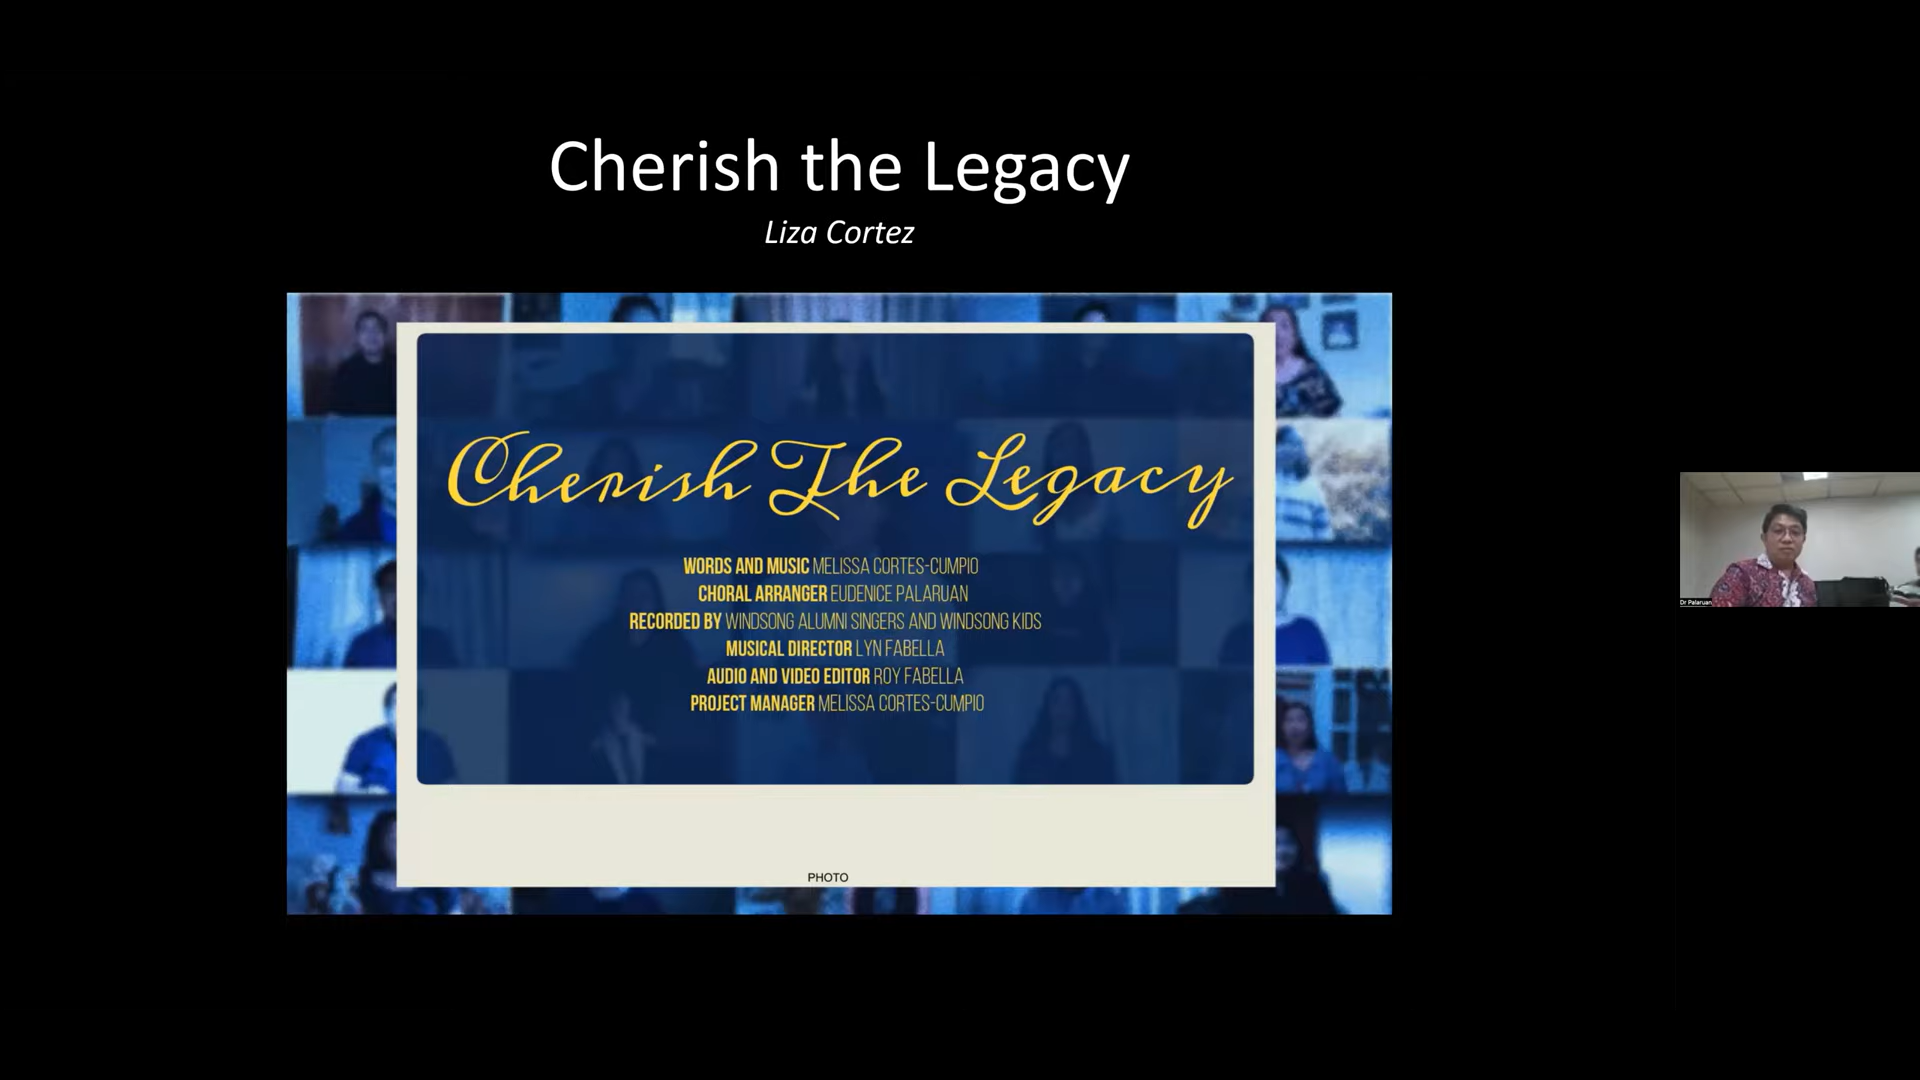 Cherish the Legacy
Liza Cortez
Cherish The Legacy
WORDS AND MUSIC MELISSA CORTES-CUMPIO
CHORAL ARRANGER EUDENICE PALARUAN
RECORDED BY WINDSONG ALUMNI SINGERS AND WINDSONG KIDS
MUSICAL DIRECTOR LYN FABELLA
AUDIO AND VIDEO EDITOR ROY FABELLA
PROJECT MANAGER MELISSA CORTES-CUMPIO
PHOTO
Dr Palaruan